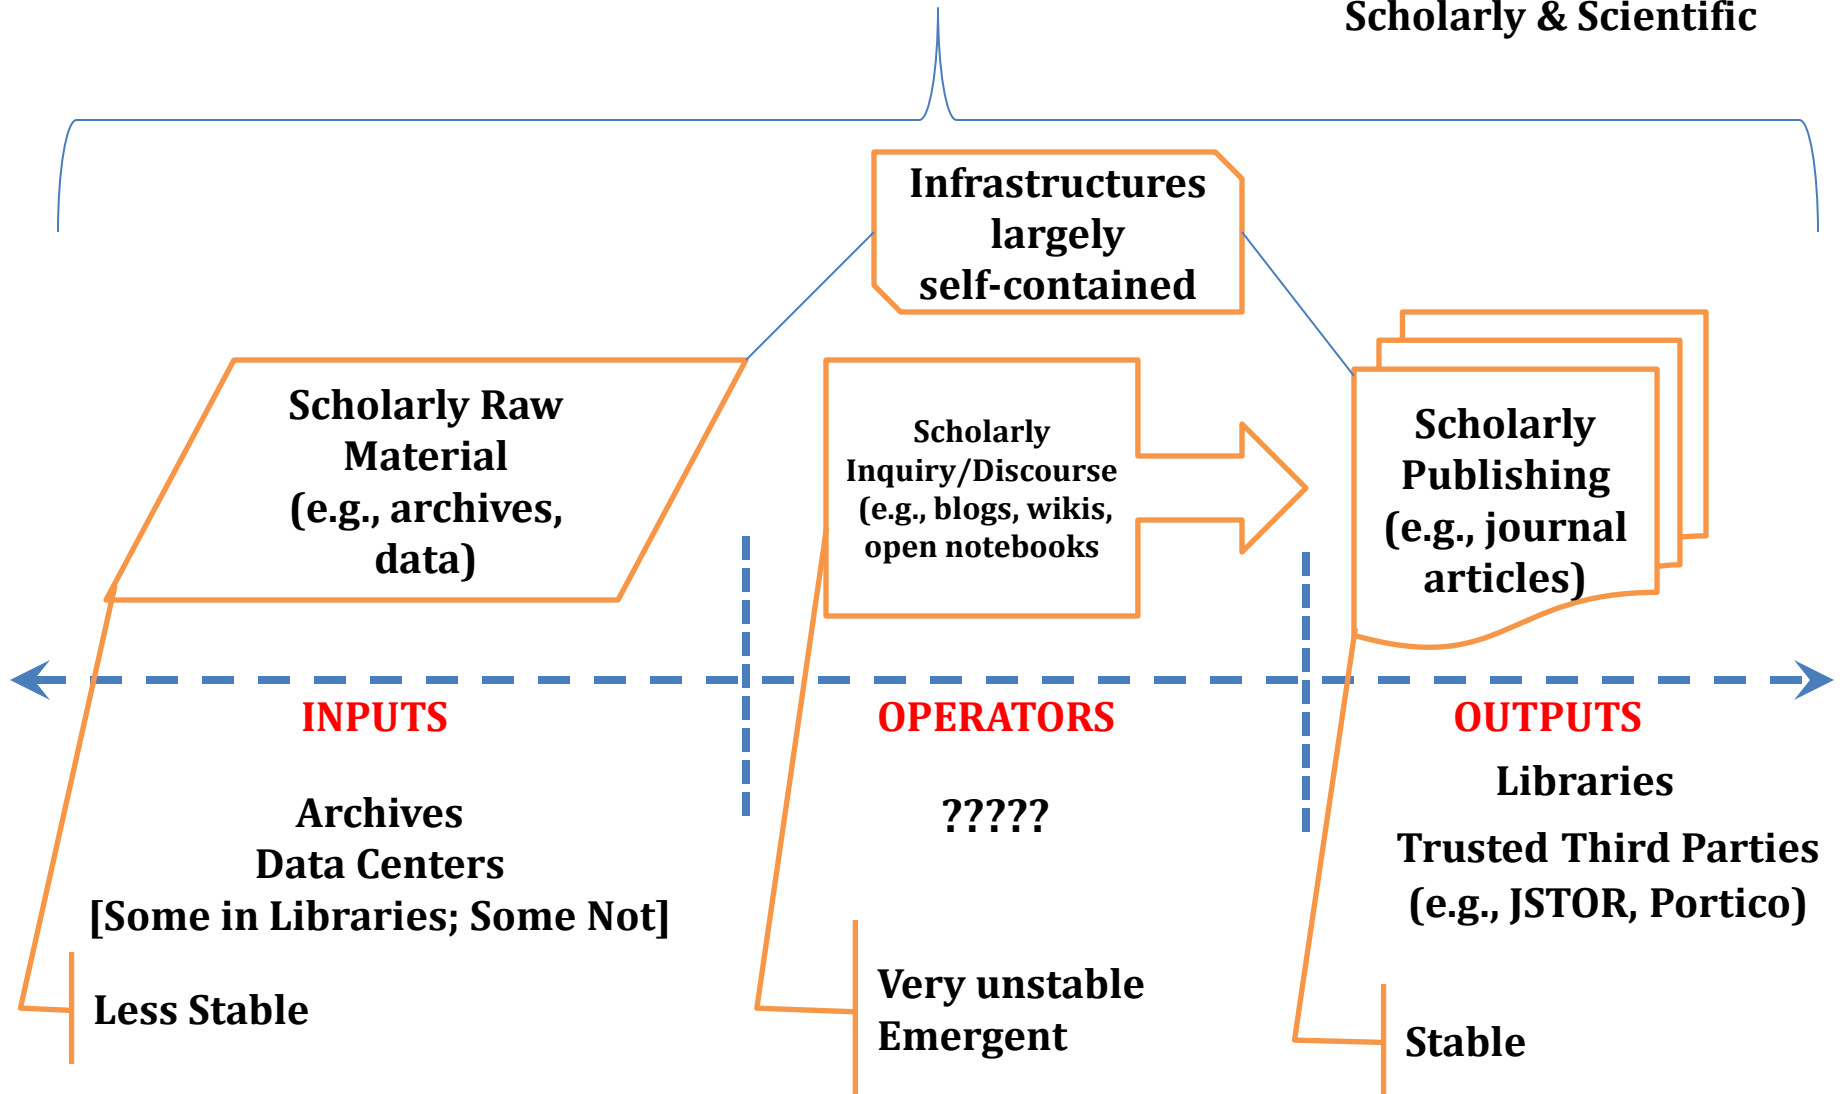 Scholarly & Scientific
Infrastructures
largely
self-contained
Scholarly Raw
Material
(e.g., archives,
data)
Scholarly
Inquiry/Discourse
(e.g., blogs, wikis,
open notebooks
Scholarly
Publishing
(e.g., journal
articles)
INPUTS
OPERATORS
OUTPUTS
Archives
Data Centers
[Some in Libraries; Some Not]
?????
Libraries
Trusted Third Parties
(e.g., JSTOR, Portico)
Less Stable
Very unstable
Emergent
Stable